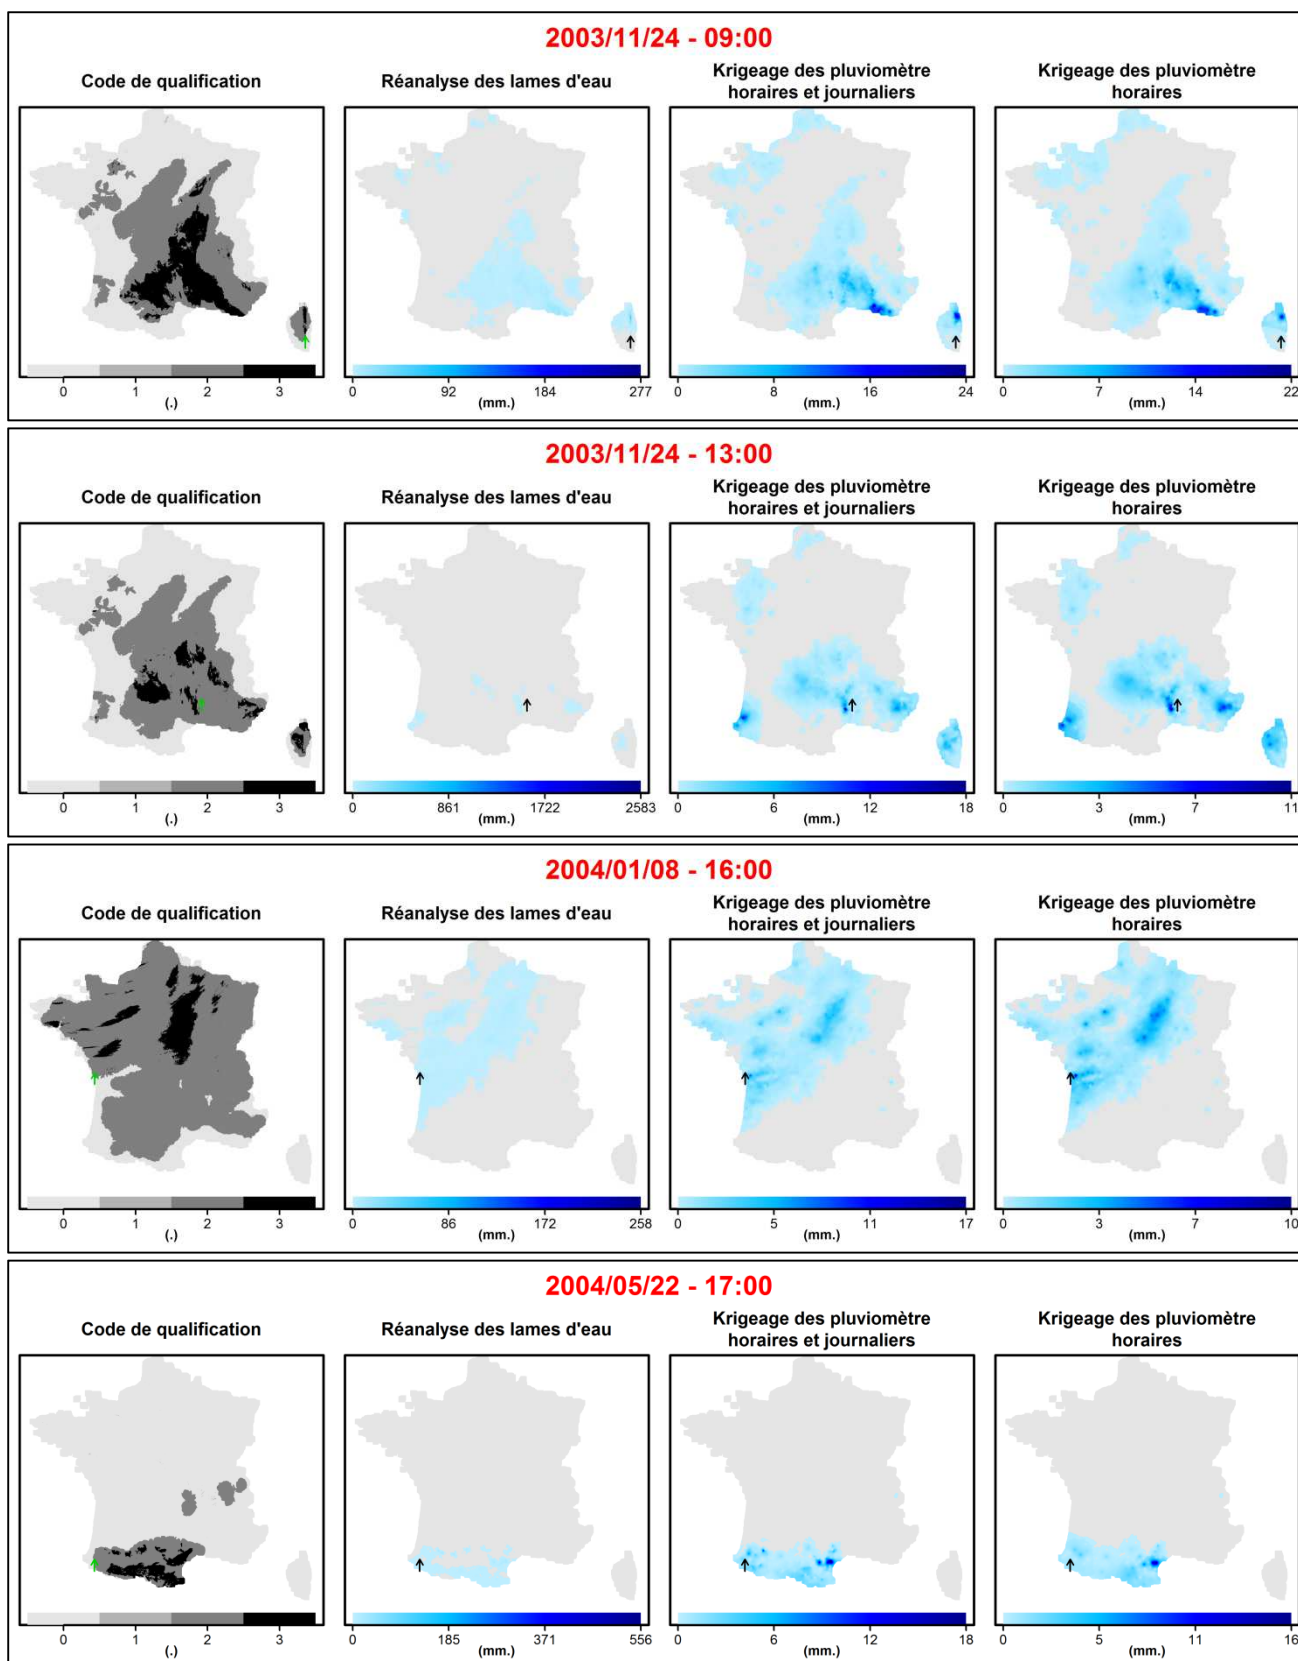 2003/11/24 - 09:00
Code de qualification
Réanalyse des lames d'eau
Krigeage des pluviomètre
horaires et journaliers
Krigeage des pluviomètre
horaires
0 1 2 3
(.)
0 92 184 277
(mm.)
0 8 16 24
(mm.)
0 7 14 22
(mm.)
2003/11/24 - 13:00
Code de qualification
Réanalyse des lames d'eau
Krigeage des pluviomètre
horaires et journaliers
Krigeage des pluviomètre
horaires
0 1 2 3
(.)
0 861 1722 2583
(mm.)
0 6 12 18
(mm.)
0 3 7 11
(mm.)
2004/01/08 - 16:00
Code de qualification
Réanalyse des lames d'eau
Krigeage des pluviomètre
horaires et journaliers
Krigeage des pluviomètre
horaires
0 1 2 3
(.)
0 86 172 258
(mm.)
0 5 11 17
(mm.)
0 3 7 10
(mm.)
2004/05/22 - 17:00
Code de qualification
Réanalyse des lames d'eau
Krigeage des pluviomètre
horaires et journaliers
Krigeage des pluviomètre
horaires
0 1 2 3
(.)
0 185 371 556
(mm.)
0 6 12 18
(mm.)
0 5 11 16
(mm.)